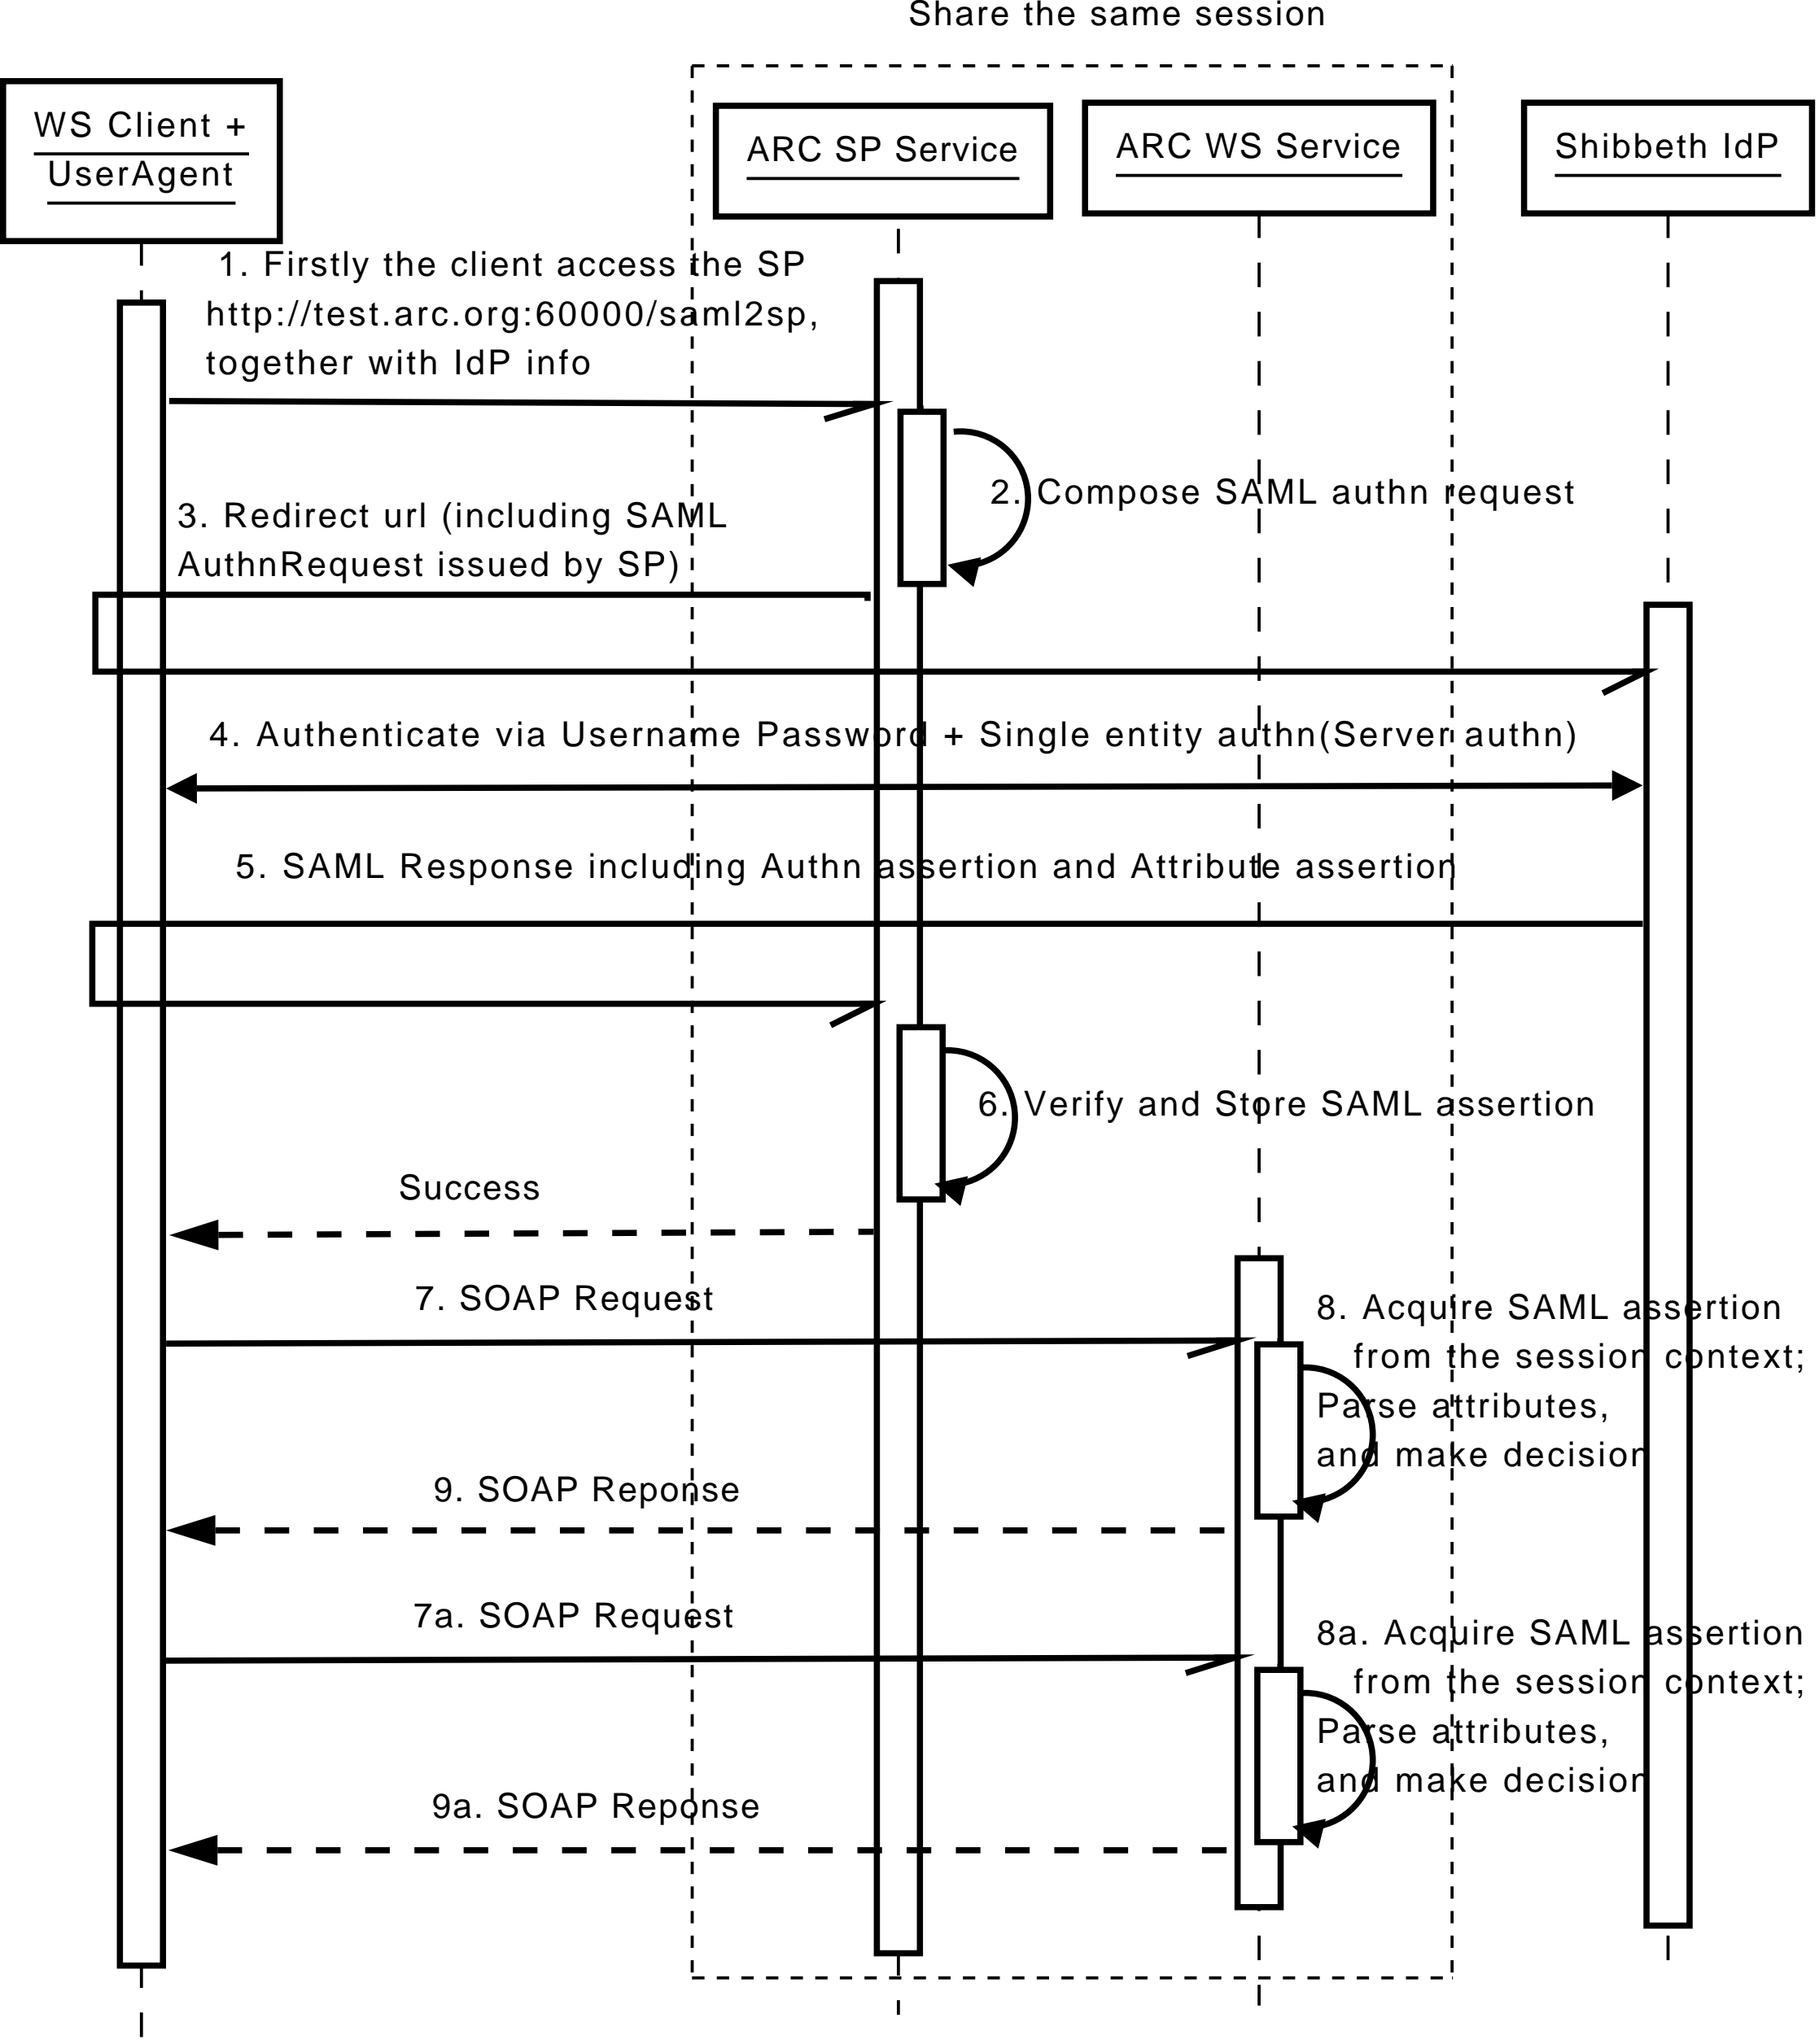 Share the same session
WS Client +
UserAgent
ARC SP Service
ARC WS Service
Shibbeth IdP
1. Firstly the client access the SP
http://test.arc.org:60000/saml2sp,
together with IdP info
2. Compose SAML authn request
3. Redirect url (including SAML
AuthnRequest issued by SP)
4. Authenticate via Username Password + Single entity authn(Server authn)
5. SAML Response including Authn assertion and Attribute assertion
6. Verify and Store SAML assertion
Success
7. SOAP Request
8. Acquire SAML assertion
from the session context;
Parse attributes,
and make decision
9. SOAP Reponse
7a. SOAP Request
8a. Acquire SAML assertion
from the session context;
Parse attributes,
and make decision
9a. SOAP Reponse